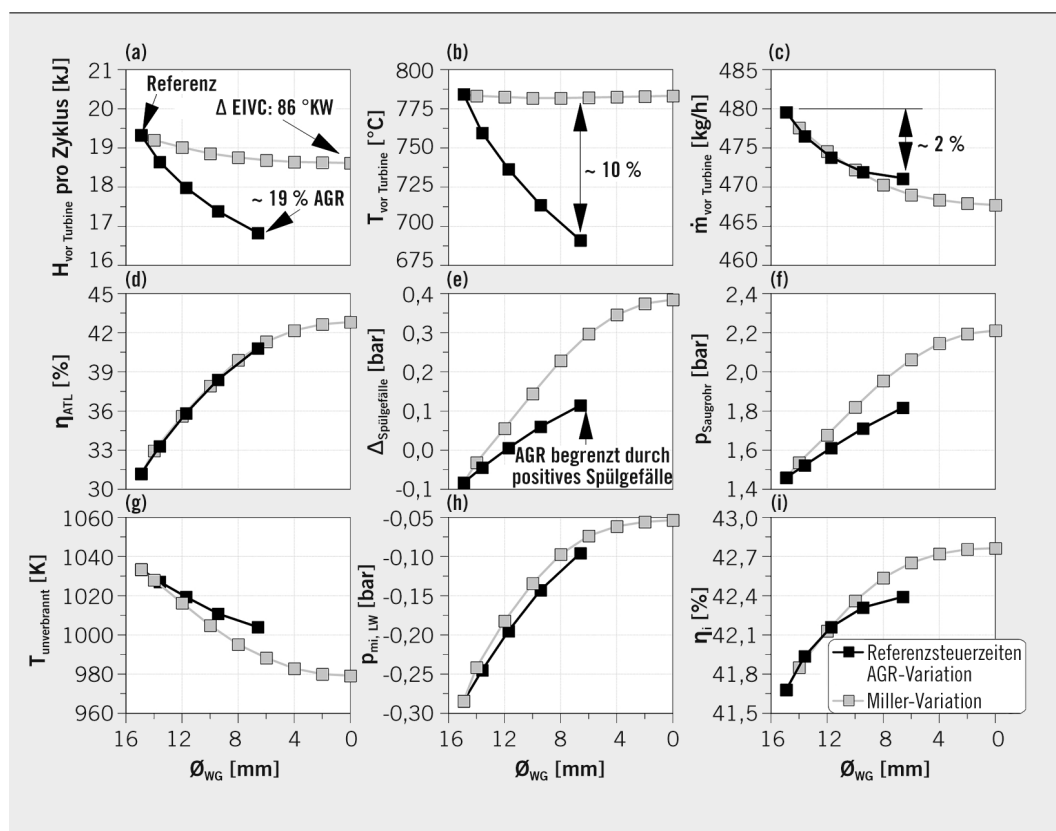 (a)
H vor Turbine pro Zyklus [kJ]
21
20
19
18
17
16
Referenz
Δ EIVC: 86 °KW
~ 19 % AGR
(b)
T vor Turbine [°C]
800
775
750
725
700
675
~ 10 %
(c)
ṁ vor Turbine [kg/h]
485
480
475
470
465
460
~ 2 %
(d)
η ATL [%]
45
42
39
36
33
30
(e)
Δ Spülgefälle [bar]
0,4
0,3
0,2
0,1
0,0
-0,1
AGR begrenzt durch
positives Spülgefälle
(f)
p Saugrohr [bar]
2,4
2,2
2,0
1,8
1,6
1,4
(g)
T unverbrannt [K]
1060
1040
1020
1000
980
960
16 12 8 4 0
Ø WG [mm]
(h)
p mi, LW [bar]
-0,05
-0,10
-0,15
-0,20
-0,25
-0,30
16 12 8 4 0
Ø WG [mm]
(i)
η i [%]
43,0
42,7
42,4
42,1
41,8
41,5
16 12 8 4 0
Ø WG [mm]
Referenzsteuerzeiten
AGR-Variation
Miller-Variation